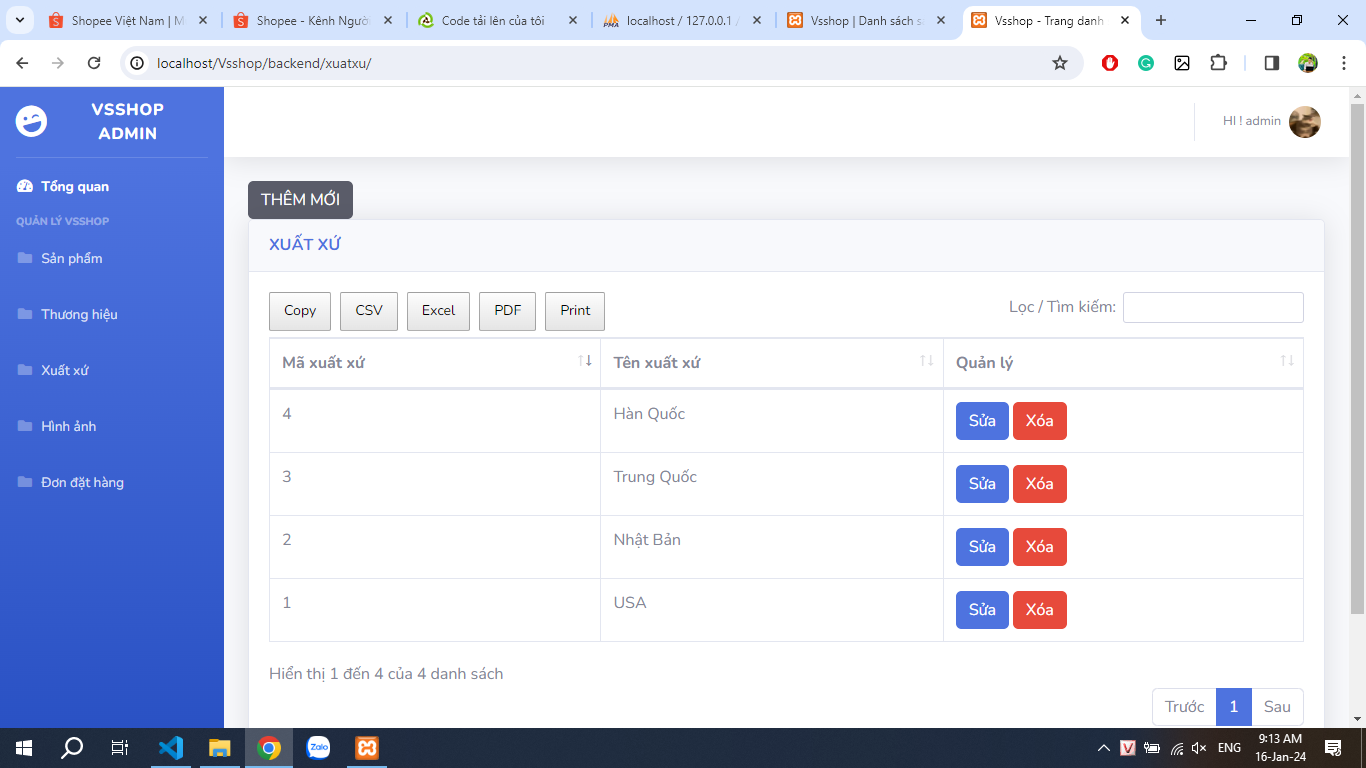 Shopee Việt Nam | M
Shopee - Kênh Người
Code tải lên của tôi
localhost / 127.0.0.1 /
Vsshop | Danh sách s
Vsshop - Trang danh
localhost/Vsshop/backend/xuatxu/
VSSHOP
ADMIN
HI ! admin
Tổng quan
QUẢN LÝ VSSHOP
Sản phẩm
Thương hiệu
Xuất xứ
Hình ảnh
Đơn đặt hàng
THÊM MỚI
XUẤT XỨ
Copy CSV Excel PDF Print
Lọc / Tìm kiếm:
Mã xuất xứ Tên xuất xứ Quản lý
4 Hàn Quốc Sửa Xóa
3 Trung Quốc Sửa Xóa
2 Nhật Bản Sửa Xóa
1 USA Sửa Xóa
Hiển thị 1 đến 4 của 4 danh sách
Trước 1 Sau
Zalo
V
ENG
9:13 AM
16-Jan-24